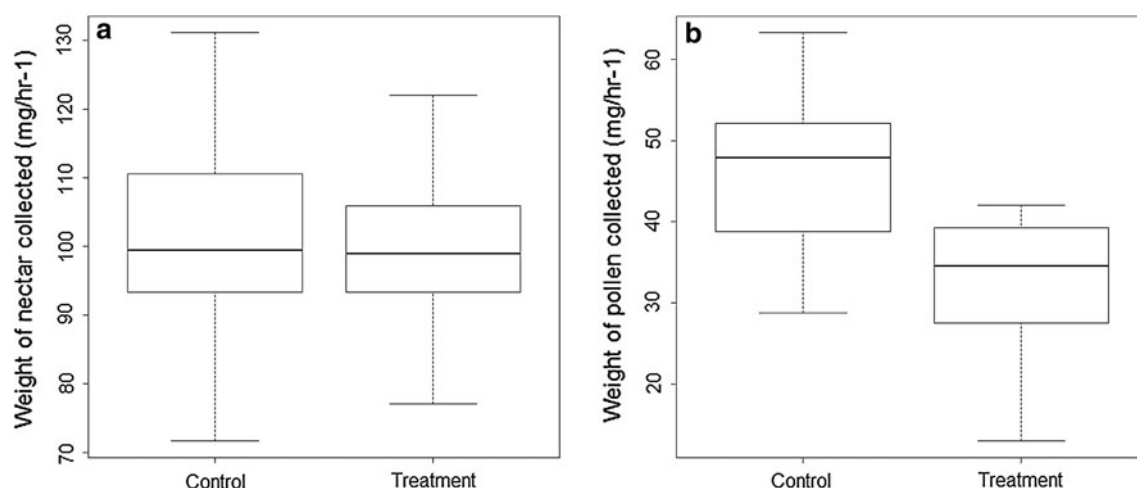 a
Weight of nectar collected (mg/hr-1)
130
120
110
100
90
80
70
Control
Treatment
b
Weight of pollen collected (mg/hr-1)
60
50
40
30
20
Control
Treatment